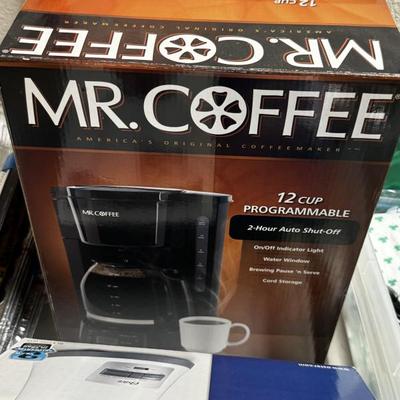 12 CUP
AMERICA'S ORIGINAL COFFEEMAKER
MR. COFFEE
MR. COFFEE
AMERICA'S ORIGINAL COFFEEMAKER
MR. COFFEE
12 CUP
PROGRAMMABLE
2-Hour Auto Shut-Off
On/Off Indicator Light
Water Window
Brewing Pause 'n Serve
Cord Storage
Oster